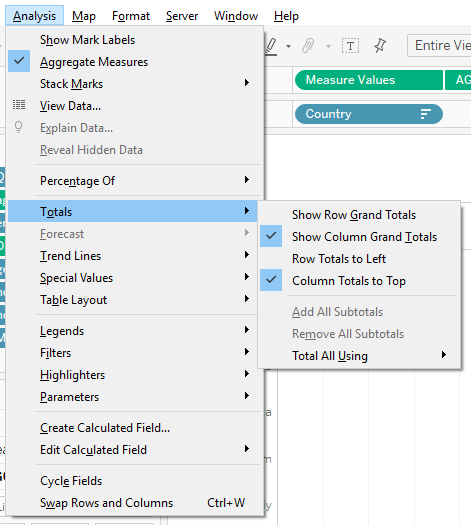 Analysis Map Format Server Window Help
Show Mark Labels
Aggregate Measures
Entire Vie
Stack Marks
Measure Values AG
View Data...
Country
Explain Data...
Reveal Hidden Data
Percentage Of
Totals
Show Row Grand Totals
Forecast
Show Column Grand Totals
Trend Lines
Row Totals to Left
Special Values
Column Totals to Top
Table Layout
Add All Subtotals
Legends
Remove All Subtotals
Filters
Total All Using
Highlighters
Parameters
Create Calculated Field...
Edit Calculated Field
Cycle Fields
Swap Rows and Columns Ctrl+W